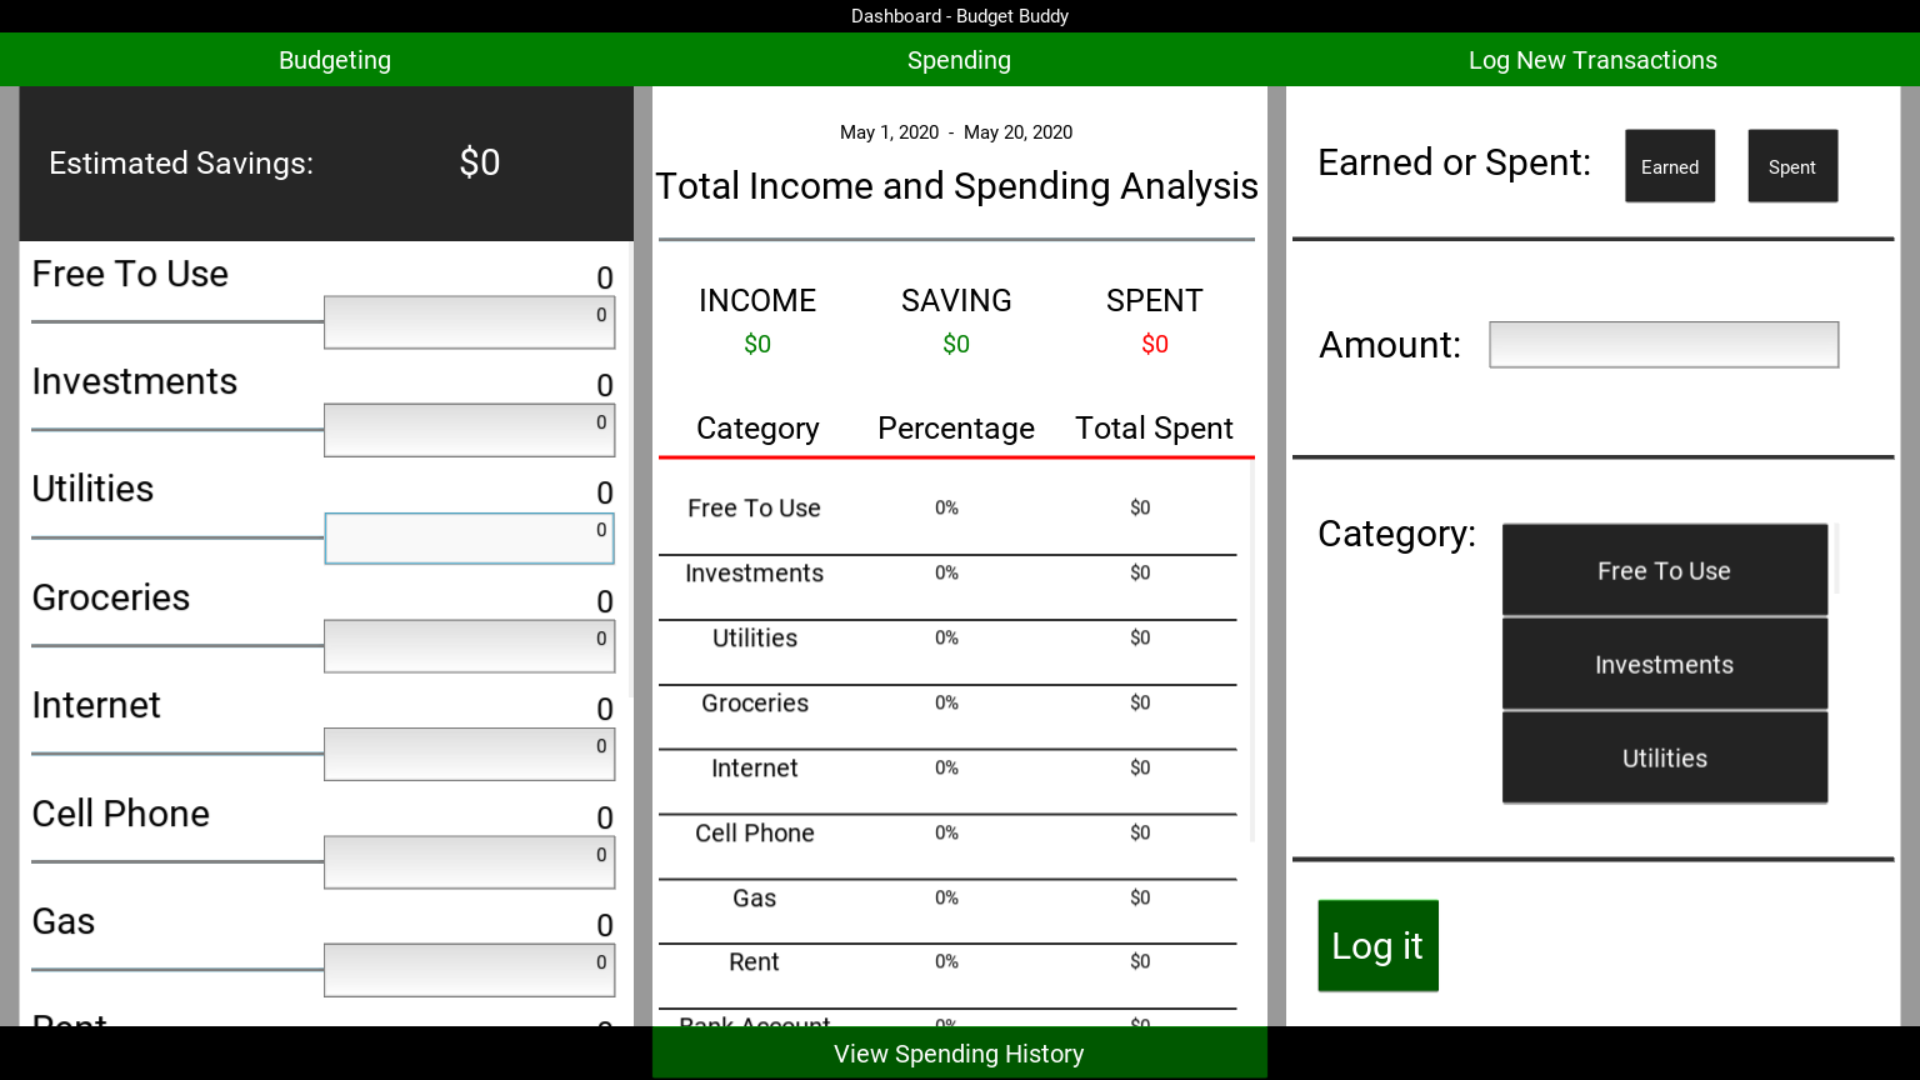 Dashboard - Budget Buddy
Budgeting
Spending
Log New Transactions
Estimated Savings: $0
Free To Use 0
0
Investments 0
0
Utilities 0
0
Groceries 0
0
Internet 0
0
Cell Phone 0
0
Gas 0
0
Rent 0
May 1, 2020 - May 20, 2020
Total Income and Spending Analysis
INCOME SAVING SPENT
$0 $0 $0
Category Percentage Total Spent
Free To Use 0% $0
Investments 0% $0
Utilities 0% $0
Groceries 0% $0
Internet 0% $0
Cell Phone 0% $0
Gas 0% $0
Rent 0% $0
Bank Account 0% $0
View Spending History
Earned or Spent: Earned Spent
Amount:
Category:
Free To Use
Investments
Utilities
Log it